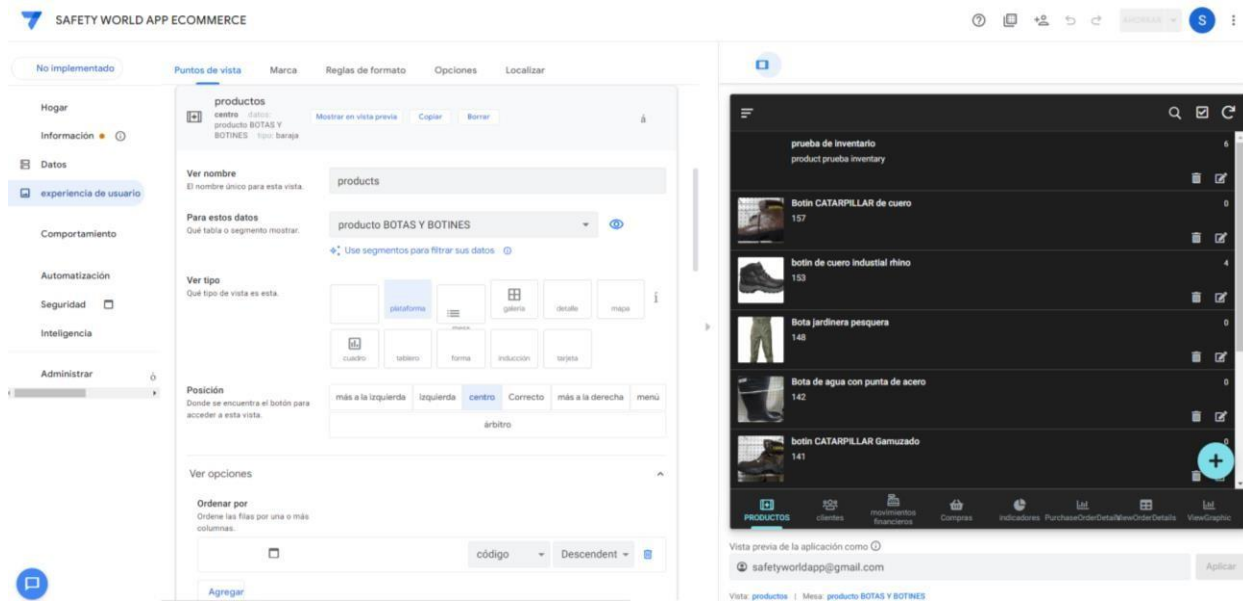 SAFETY WORLD APP ECOMMERCE
AHORRAR
S
No implementado
Hogar
Información
Datos
experiencia de usuario
Comportamiento
Automatización
Seguridad
Inteligencia
Administrar
ó
Puntos de vista
Marca
Reglas de formato
Opciones
Localizar
productos
centro datos:
producto BOTAS Y
BOTINES tipo: baraja
Mostrar en vista previa
Copiar
Borrar
á
Ver nombre
El nombre único para esta vista.
products
Para estos datos
Qué tabla o segmento mostrar.
producto BOTAS Y BOTINES
Use segmentos para filtrar sus datos
Ver tipo
Qué tipo de vista es esta.
plataforma
mesa
galería
detalle
mapa
cuadro
tablero
forma
inducción
tarjeta
Posición
Donde se encuentra el botón para
acceder a esta vista.
más a la izquierda
izquierda
centro
Correcto
más a la derecha
menú
árbitro
Ver opciones
Ordenar por
Ordene las filas por una o más
columnas.
código
Descendent
Agregar
prueba de inventario
6
product prueba inventary
Botin CATARPILLAR de cuero
0
157
botin de cuero industial rhino
4
153
Bota jardinera pesquera
0
148
Bota de agua con punta de acero
0
142
botin CATARPILLAR Gamuzado
0
141
PRODUCTOS
clientes
movimientos
financieros
Compras
indicadores
PurchaseOrderDetails
ViewOrderDetails
ViewGraphic
Vista previa de la aplicación como
safetyworldapp@gmail.com
Aplicar
Vista: productos | Mesa: producto BOTAS Y BOTINES